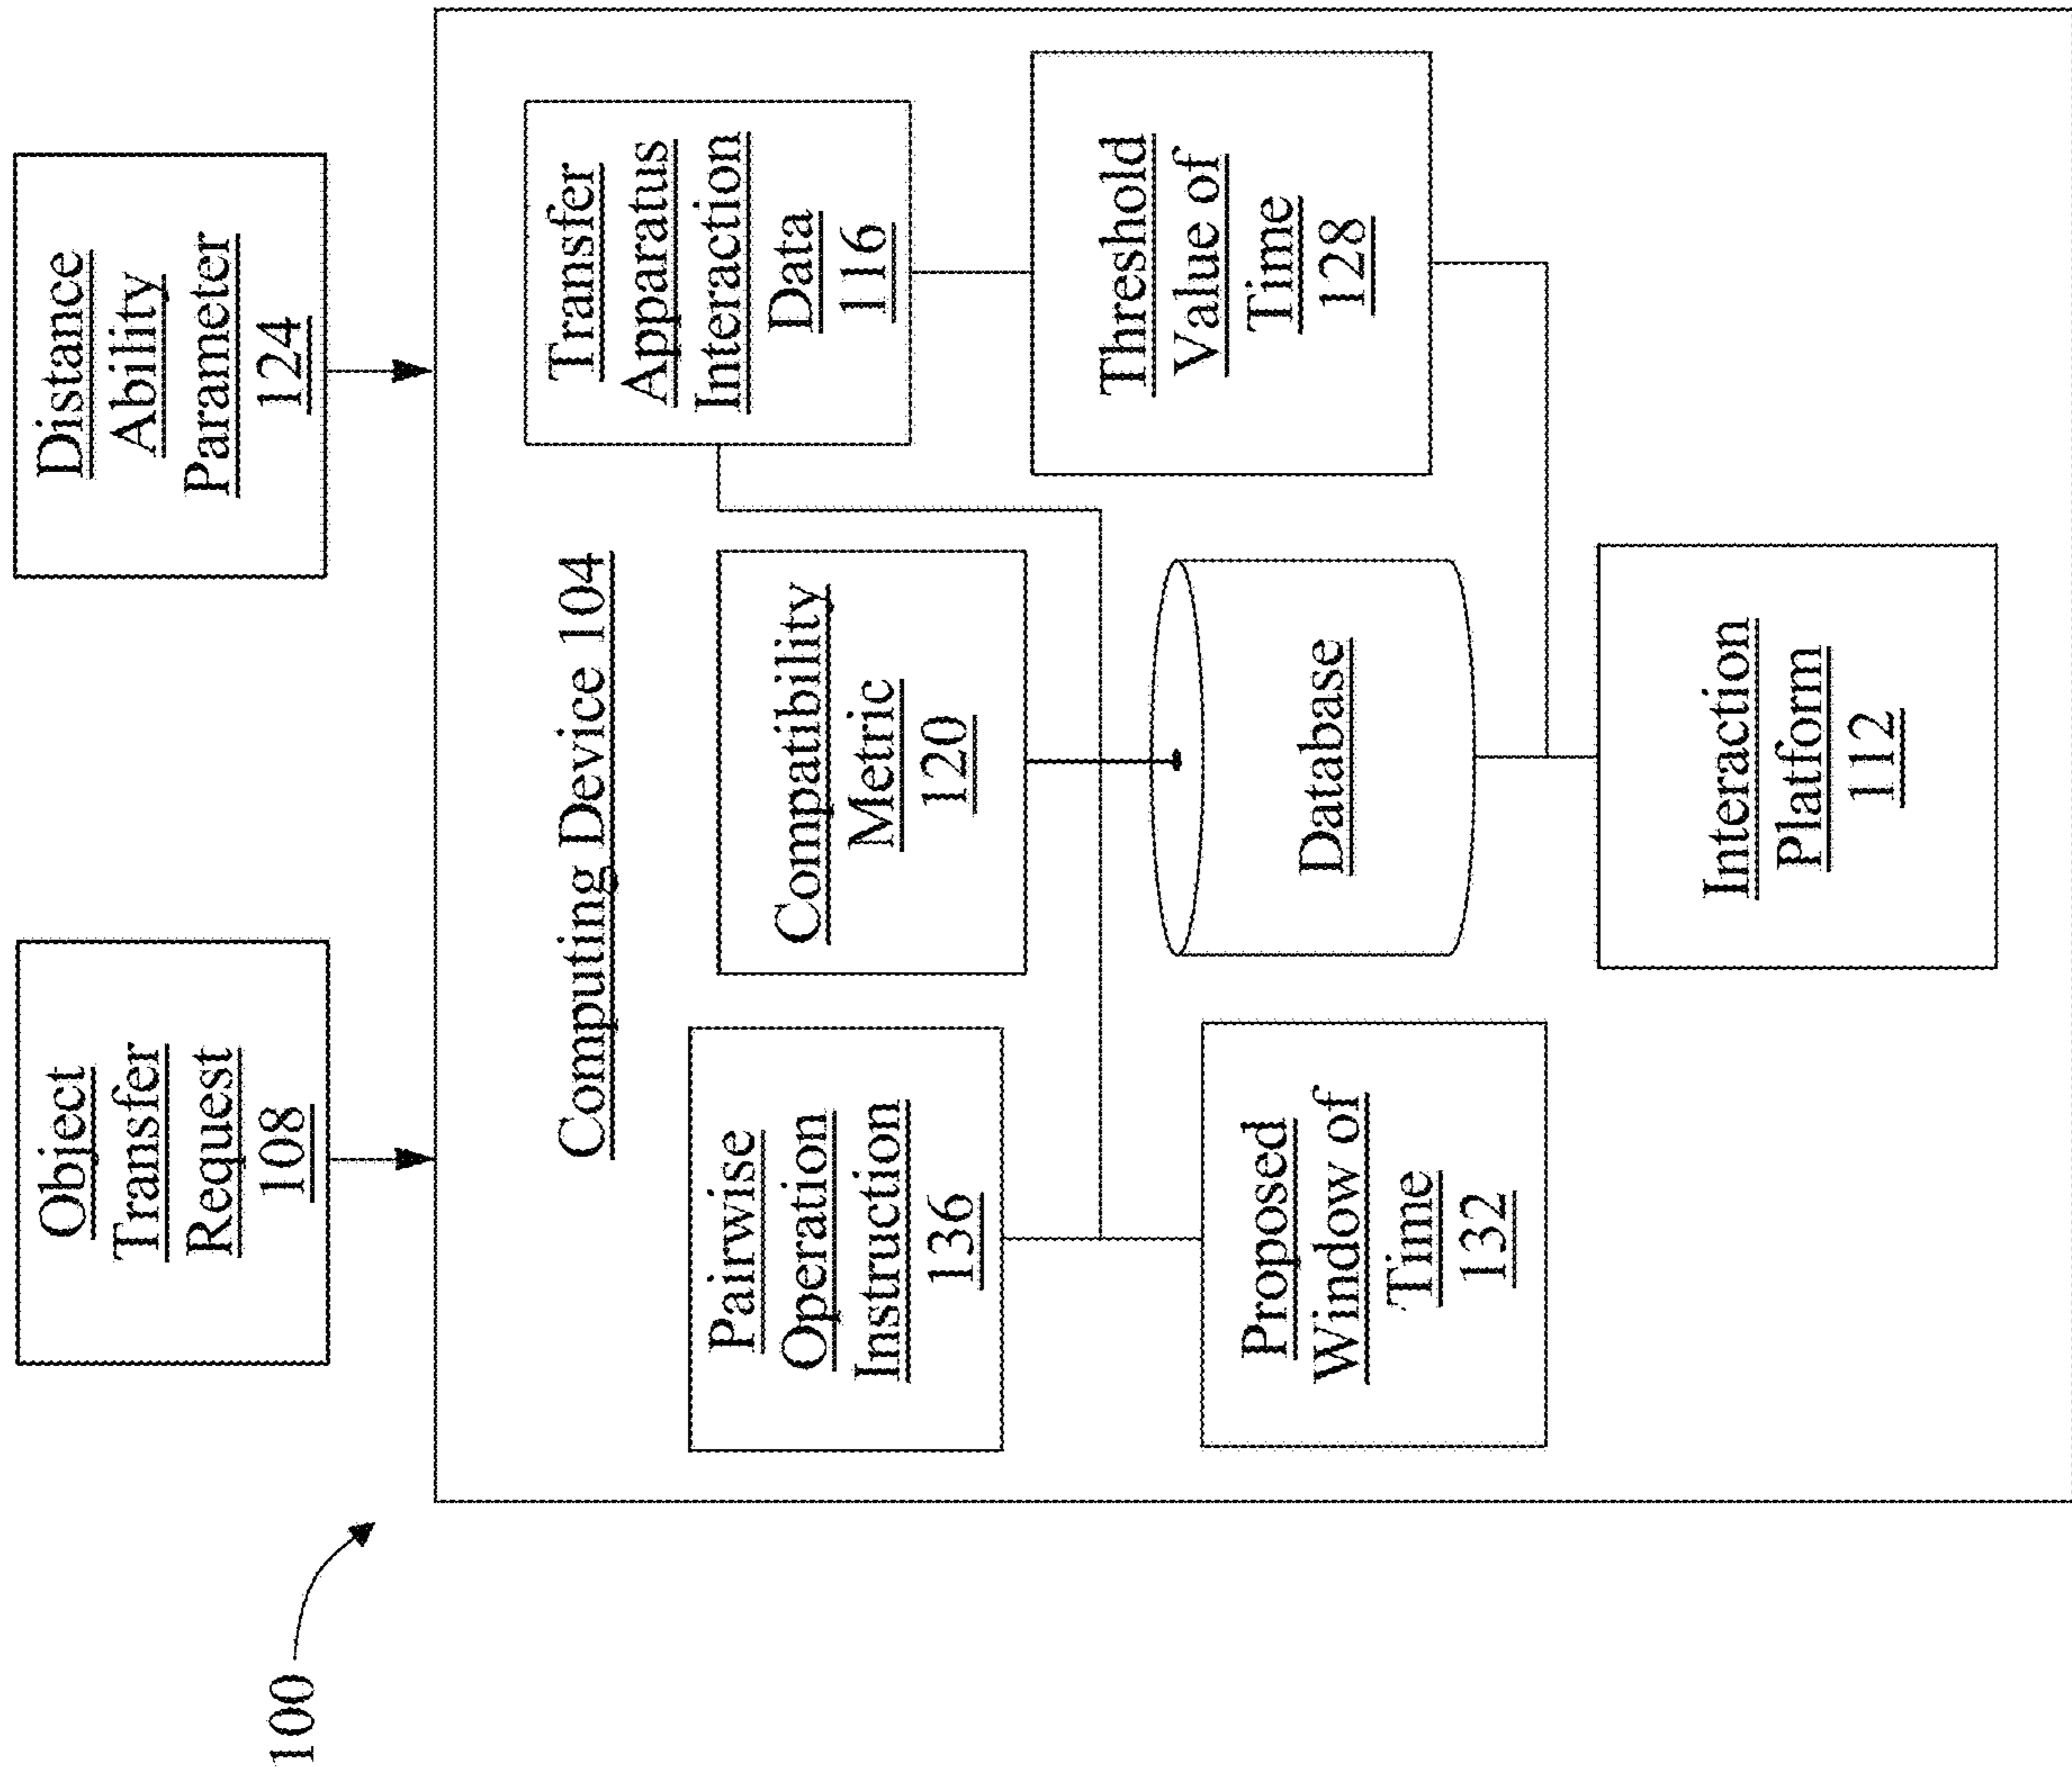 100
Object
Transfer
Request
108
Distance
Ability
Parameter
124
Computing Device 104
Pairwise
Operation
Instruction
136
Compatibility
Metric
120
Transfer
Apparatus
Interaction
Data
116
Proposed
Window of
Time
132
Database
Threshold
Value of
Time
128
Interaction
Platform
112